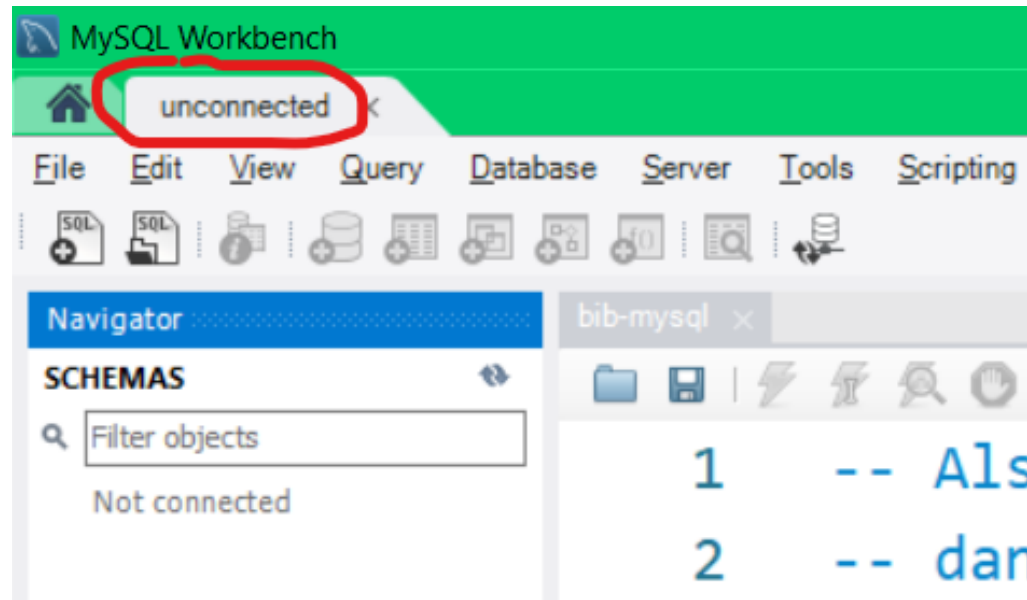 MySQL Workbench
unconnected ×
File Edit View Query Database Server Tools Scripting
SQL SQL
Navigator
bib-mysql ×
SCHEMAS
Filter objects
Not connected
1 -- Als
2 -- dan